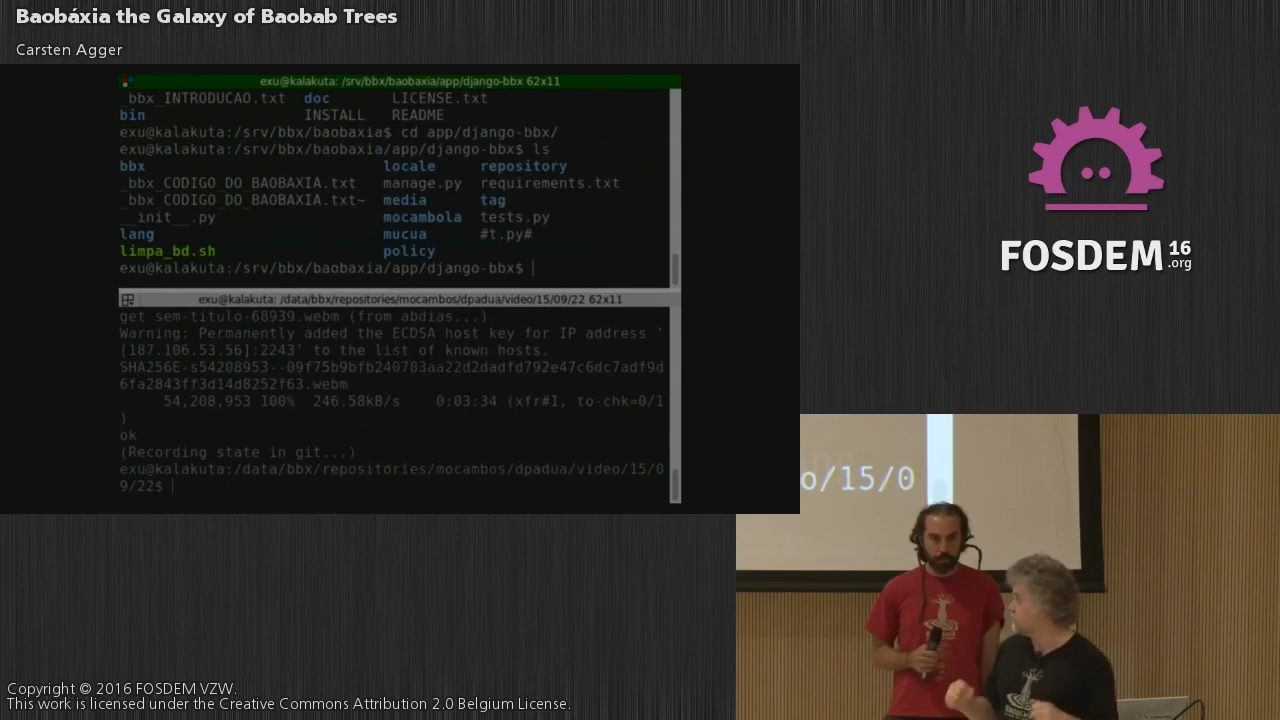 Baobáxia the Galaxy of Baobab Trees
Carsten Agger
exu@kalakuta: /srv/bbx/baobaxia/app/django-bbx 62x11
_bbx_INTRODUCAO.txt  doc       LICENSE.txt
bin                  INSTALL   README
exu@kalakuta:/srv/bbx/baobaxia$ cd app/django-bbx/
exu@kalakuta:/srv/bbx/baobaxia/app/django-bbx$ ls
bbx                          locale     repository
_bbx_CODIGO_DO_BAOBAXIA.txt  manage.py  requirements.txt
_bbx_CODIGO_DO_BAOBAXIA.txt~ media      tag
__init__.py                  mocambola  tests.py
lang                         mucua      #t.py#
limpa_bd.sh                  policy
exu@kalakuta:/srv/bbx/baobaxia/app/django-bbx$
exu@kalakuta: /data/bbx/repositories/mocambos/dpadua/video/15/09/22 62x11
get sem-titulo-68939.webm (from abdias...)
Warning: Permanently added the ECDSA host key for IP address '
[187.106.53.56]:2243' to the list of known hosts.
SHA256E-s54208953--09f75b9bfb240783aa22d2dadfd792e47c6dc7adf9d
6fa2843ff3d14d8252f63.webm
     54,208,953 100%  246.58kB/s    0:03:34 (xfr#1, to-chk=0/1
)
ok
(Recording state in git...)
exu@kalakuta:/data/bbx/repositories/mocambos/dpadua/video/15/0
9/22$
FOSDEM 16 .org
o/15/0
Copyright © 2016 FOSDEM VZW.
This work is licensed under the Creative Commons Attribution 2.0 Belgium License.